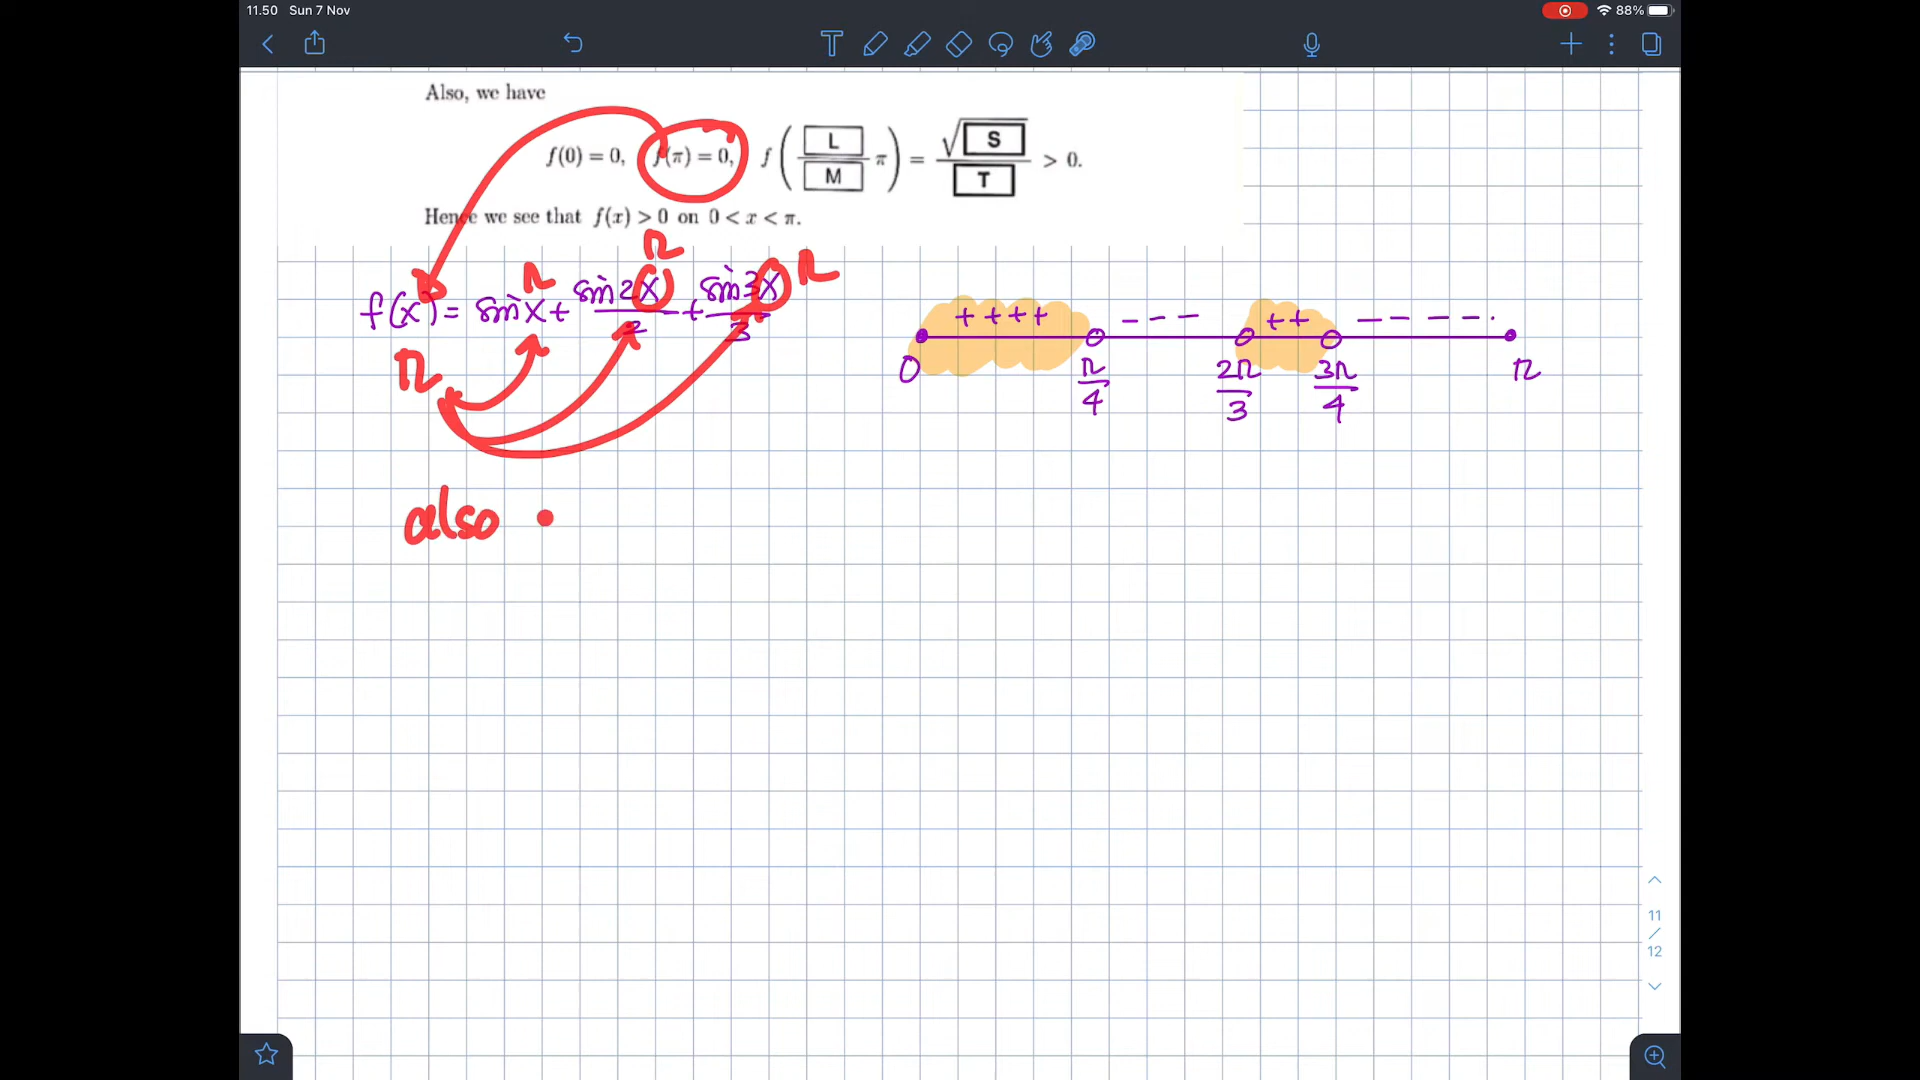 11.50 Sun 7 Nov
88%
Also, we have
f(0) = 0, f(π) = 0, f( L / M π ) = √S / T > 0.
Hence we see that f(x) > 0 on 0 < x < π.
π π π
f(x) = sin x + sin 2x / 2 + sin 3x / 3
π
+ + + + – – – + + – – – – .
0 π/4 2π/3 3π/4 π
also
11
/
12